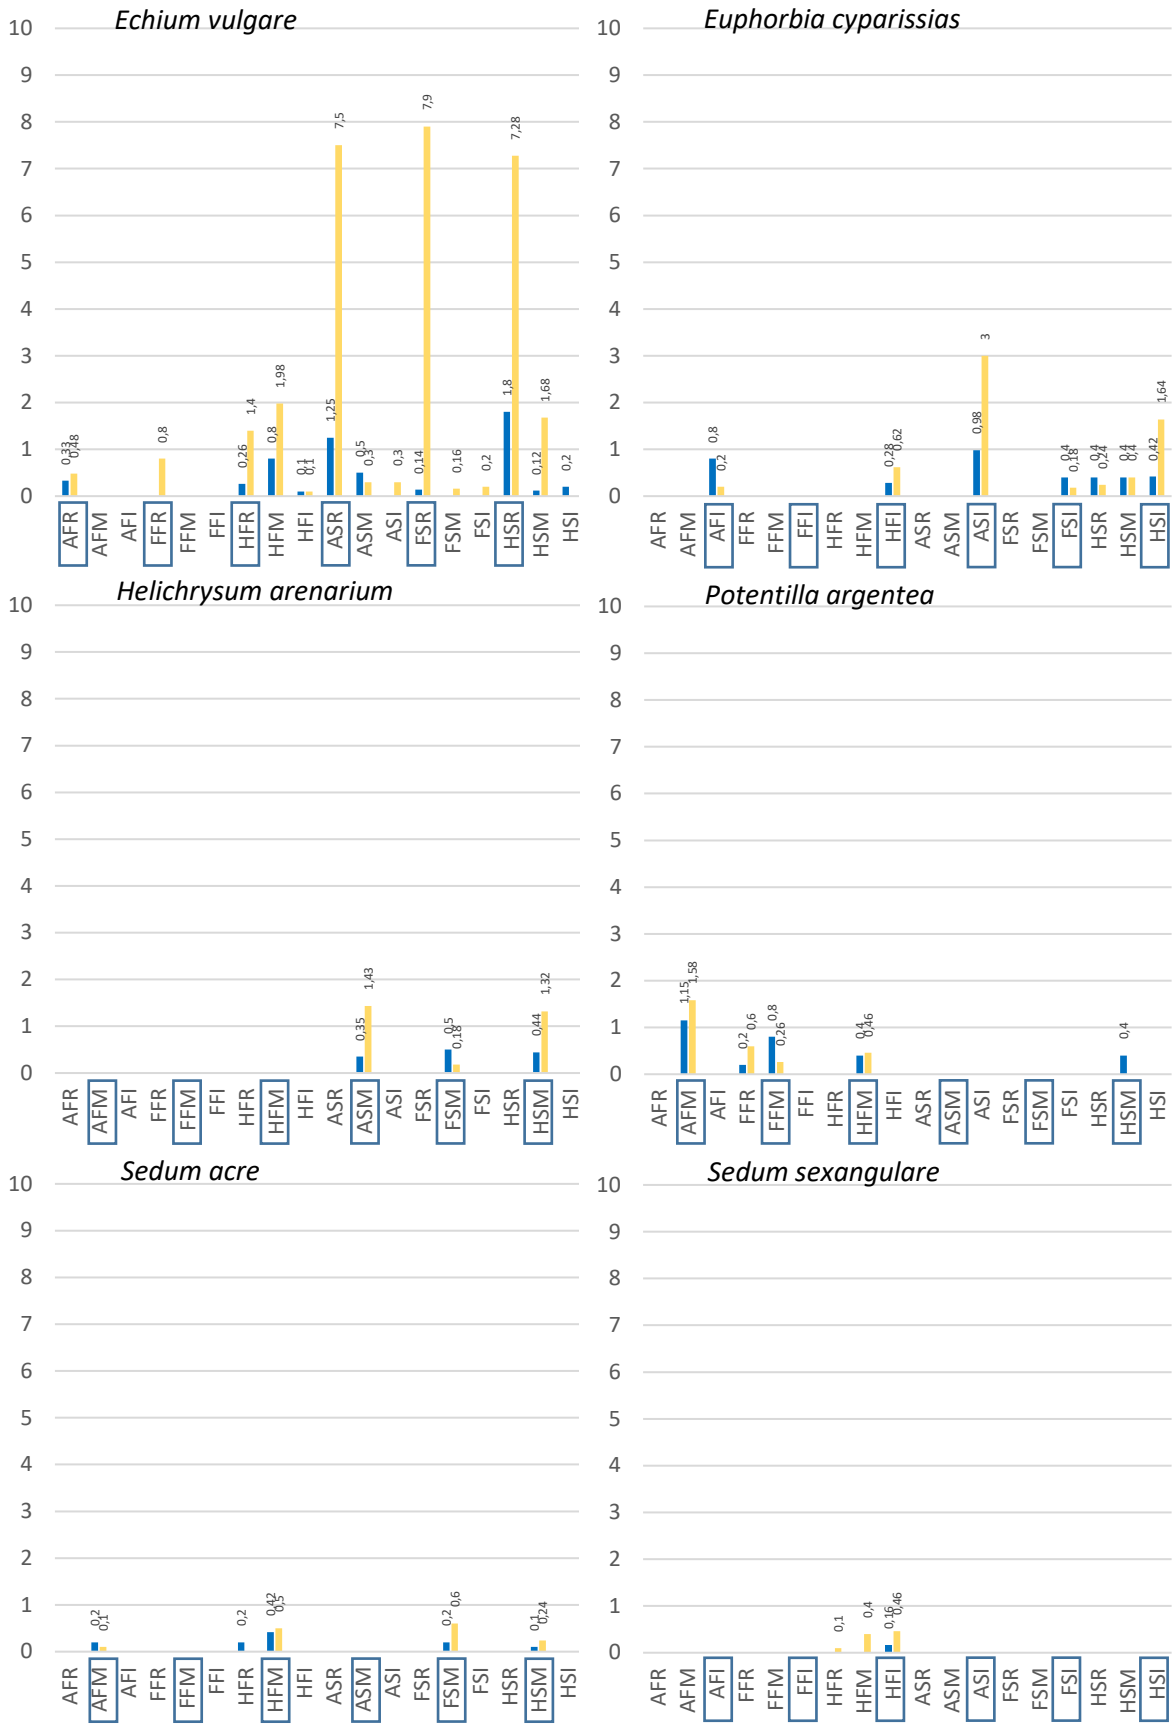 Echium vulgare
10
9
8
7
6
5
4
3
2
1
0
0,33
0,48
0,8
0,26
1,4
0,8
1,98
0,1
0,1
1,25
7,5
0,5
0,3
0,3
0,14
7,9
0,16
0,2
1,8
7,28
0,12
1,68
0,2
AFR
AFM
AFI
FFR
FFM
FFI
HFR
HFM
HFI
ASR
ASM
ASI
FSR
FSM
FSI
HSR
HSM
HSI
Euphorbia cyparissias
10
9
8
7
6
5
4
3
2
1
0
0,8
0,2
0,28
0,62
0,98
3
0,4
0,18
0,4
0,24
0,4
0,4
0,42
1,64
AFR
AFM
AFI
FFR
FFM
FFI
HFR
HFM
HFI
ASR
ASM
ASI
FSR
FSM
FSI
HSR
HSM
HSI
Helichrysum arenarium
10
9
8
7
6
5
4
3
2
1
0
0,35
1,43
0,5
0,18
0,44
1,32
AFR
AFM
AFI
FFR
FFM
FFI
HFR
HFM
HFI
ASR
ASM
ASI
FSR
FSM
FSI
HSR
HSM
HSI
Potentilla argentea
10
9
8
7
6
5
4
3
2
1
0
1,15
1,58
0,2
0,6
0,8
0,26
0,4
0,46
0,4
AFR
AFM
AFI
FFR
FFM
FFI
HFR
HFM
HFI
ASR
ASM
ASI
FSR
FSM
FSI
HSR
HSM
HSI
Sedum acre
10
9
8
7
6
5
4
3
2
1
0
0,2
0,1
0,2
0,42
0,5
0,2
0,6
0,1
0,24
AFR
AFM
AFI
FFR
FFM
FFI
HFR
HFM
HFI
ASR
ASM
ASI
FSR
FSM
FSI
HSR
HSM
HSI
Sedum sexangulare
10
9
8
7
6
5
4
3
2
1
0
0,1
0,4
0,16
0,46
AFR
AFM
AFI
FFR
FFM
FFI
HFR
HFM
HFI
ASR
ASM
ASI
FSR
FSM
FSI
HSR
HSM
HSI